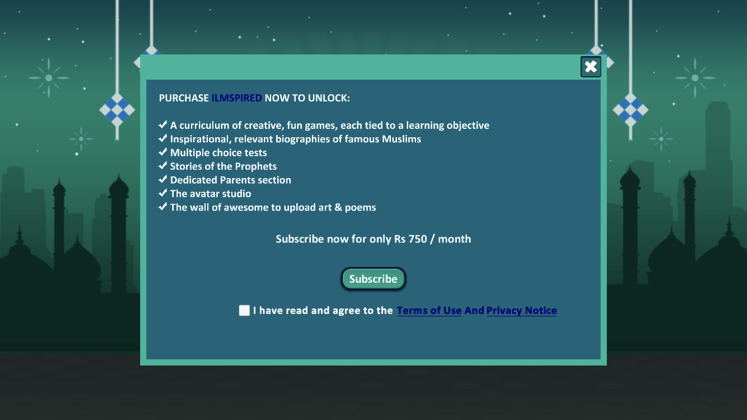 PURCHASE ILMSPIRED NOW TO UNLOCK:
✔ A curriculum of creative, fun games, each tied to a learning objective
✔ Inspirational, relevant biographies of famous Muslims
✔ Multiple choice tests
✔ Stories of the Prophets
✔ Dedicated Parents section
✔ The avatar studio
✔ The wall of awesome to upload art & poems
Subscribe now for only Rs 750 / month
Subscribe
I have read and agree to the Terms of Use And Privacy Notice